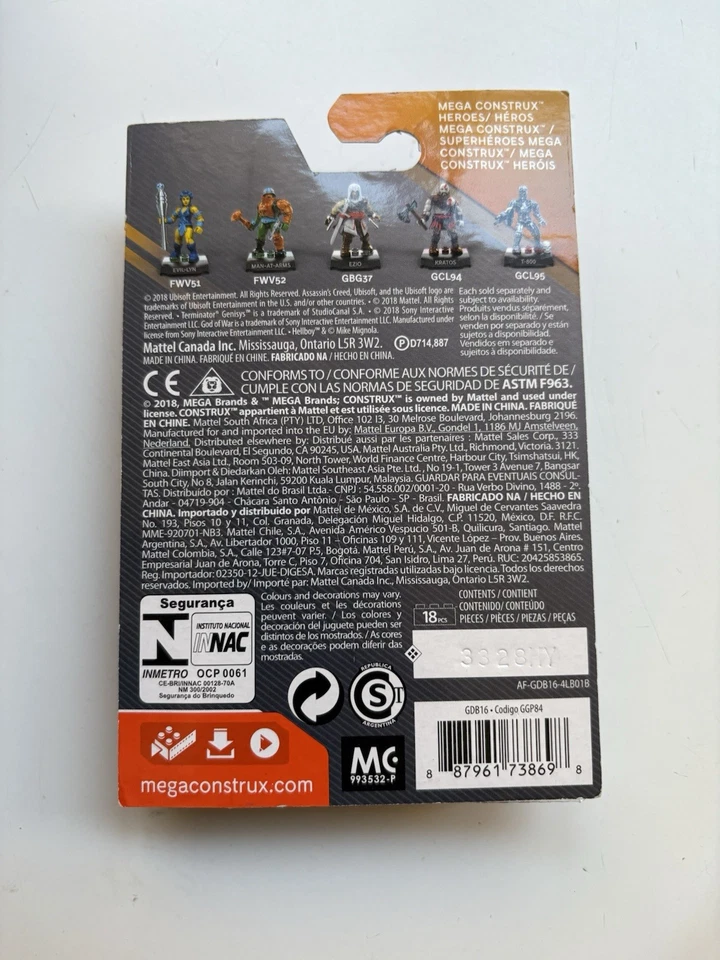 MEGA CONSTRUX™
HEROES/ HÉROS
MEGA CONSTRUX™ /
SUPERHÉROES MEGA
CONSTRUX™/ MEGA
CONSTRUX™ HERÓIS
EVIL-LYN
MAN-AT-ARMS
EZIO
KRATOS
T-800
FWV51
FWV52
GBG37
GCL94
GCL95
© 2018 Ubisoft Entertainment. All Rights Reserved. Assassin's Creed, Ubisoft, and the Ubisoft logo are
trademarks of Ubisoft Entertainment in the U.S. and/or other countries. • © 2018 Mattel. All Rights
Reserved. • Terminator® Genisys™ is a trademark of StudioCanal S.A. • © 2018 Sony Interactive
Entertainment LLC. God of War is a trademark of Sony Interactive Entertainment LLC. Manufactured under
license from Sony Interactive Entertainment LLC. • Hellboy™ & © Mike Mignola.
Each sold separately and
subject to availability.
Produits vendus séparément,
selon la disponibilité. / Se
venden por separado y están
sujetos a disponibilidad.
Vendidos separadamente e
sujeitos à disponibilidade.
Mattel Canada Inc. Mississauga, Ontario L5R 3W2. Ⓟ D714,887
MADE IN CHINA. FABRIQUÉ EN CHINE. FABRICADO NA / HECHO EN CHINA.
CE CONFORMS TO / CONFORME AUX NORMES DE SÉCURITÉ DE/
CUMPLE CON LAS NORMAS DE SEGURIDAD DE ASTM F963.
© 2018, MEGA Brands & ™ MEGA Brands; CONSTRUX™ is owned by Mattel and used under
license. CONSTRUX™ appartient à Mattel et est utilisée sous licence. MADE IN CHINA. FABRIQUÉ
EN CHINE. Mattel South Africa (PTY) LTD, Office 102 I3, 30 Melrose Boulevard, Johannesburg 2196.
Manufactured for and imported into the EU by: Mattel Europa B.V., Gondel 1, 1186 MJ Amstelveen,
Nederland. Distributed elsewhere by: Distribué aussi par les partenaires : Mattel Sales Corp., 333
Continental Boulevard, El Segundo, CA 90245, USA. Mattel Australia Pty. Ltd., Richmond, Victoria. 3121.
Mattel East Asia Ltd., Room 503-09, North Tower, World Finance Centre, Harbour City, Tsimshatsui, HK,
China. Diimport & Diedarkan Oleh: Mattel Southeast Asia Pte. Ltd., No 19-1, Tower 3 Avenue 7, Bangsar
South City, No 8, Jalan Kerinchi, 59200 Kuala Lumpur, Malaysia. GUARDAR PARA EVENTUAIS CONSUL-
TAS. Distribuido por : Mattel do Brasil Ltda.- CNPJ : 54.558.002/0001-20 - Rua Verbo Divino, 1488 - 2º.
Andar - 04719-904 - Chácara Santo Antônio - São Paulo - SP - Brasil. FABRICADO NA / HECHO EN
CHINA. Importado y distribuido por Mattel de México, S.A. de C.V., Miguel de Cervantes Saavedra
No. 193, Pisos 10 y 11, Col. Granada, Delegación Miguel Hidalgo, C.P. 11520, México, D.F. R.F.C.
MME-920701-NB3. Mattel Chile, S.A., Avenida Américo Vespucio 501-B, Quilicura, Santiago. Mattel
Argentina, S.A., Av. Libertador 1000, Piso 11 – Oficinas 109 y 111, Vicente López – Prov. Buenos Aires.
Mattel Colombia, S.A., Calle 123#7-07 P.5, Bogotá. Mattel Perú, S.A., Av. Juan de Arona # 151, Centro
Empresarial Juan de Arona, Torre C, Piso 7, Oficina 704, San Isidro, Lima 27, Perú. RUC: 20425853865.
Reg. Importador: 02350-12-JUE-DIGESA. Marcas registradas utilizadas bajo licencia. Todos los derechos
reservados. Imported by/ Importé par: Mattel Canada Inc., Mississauga, Ontario L5R 3W2.
Segurança
N
INSTITUTO NACIONAL
INNAC
INMETRO OCP 0061
CE-BRI/INNAC 00128-70A
NM 300/2002
Segurança do Brinquedo
Colours and decorations may vary.
Les couleurs et les décorations
peuvent varier. / Los colores y
decoración del juguete pueden ser
distintos de los mostrados. / As cores
e as decorações podem diferir das
mostradas.
REPUBLICA
S T
ARGENTINA
18PCS
CONTENTS / CONTENT
CONTENIDO / CONTEÚDO
PIECES / PIÈCES / PIEZAS / PEÇAS
3328HY
AF-GDB16-4LB01B
GDB16 • Codigo GGP84
8 87961 73869 8
MC
993532-P
megaconstrux.com